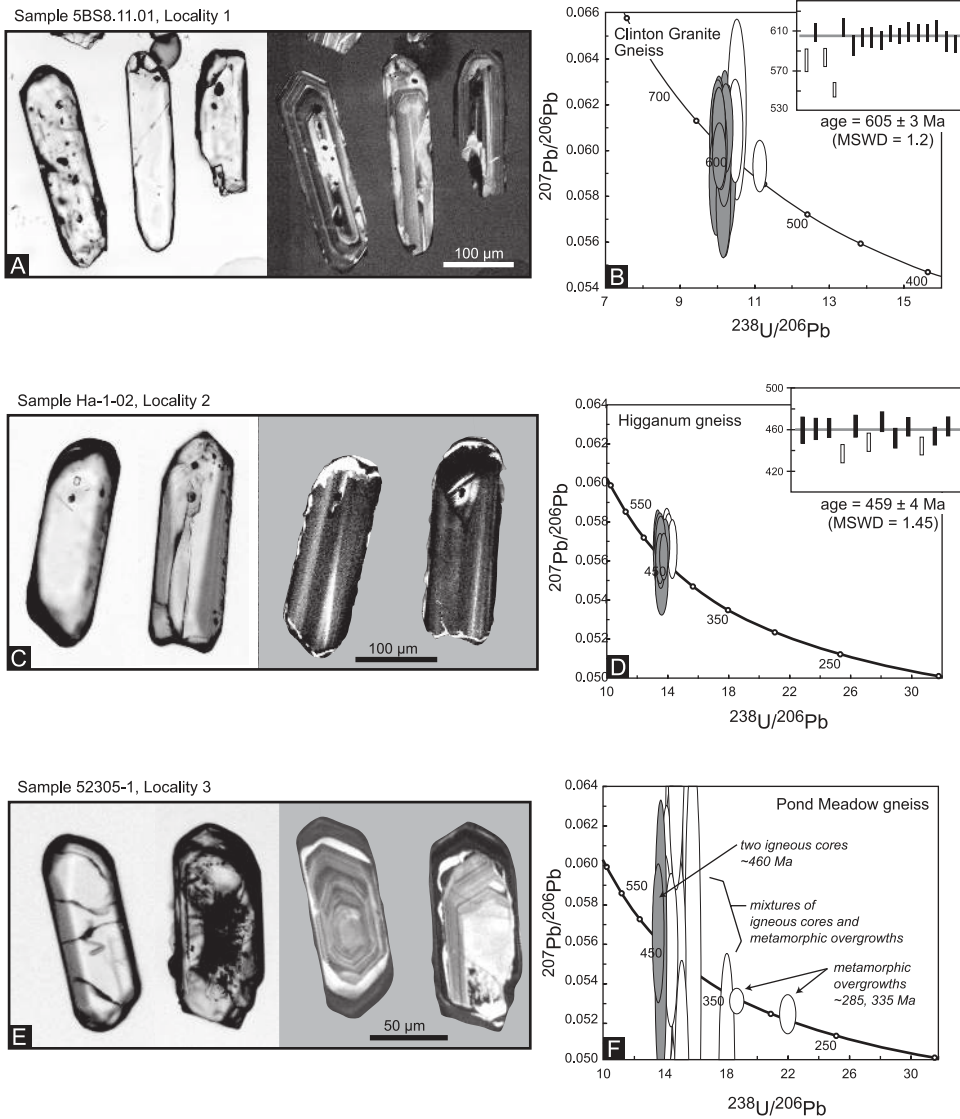 Sample 5BS8.11.01, Locality 1
A
100 µm
0.066
0.064
0.062
0.060
0.058
0.056
0.054
207Pb/206Pb
Clinton Granite
Gneiss
700
600
500
400
B
7
9
11
13
15
238U/206Pb
610
570
530
age = 605 ± 3 Ma
(MSWD = 1.2)
Sample Ha-1-02, Locality 2
C
100 µm
0.064
0.062
0.060
0.058
0.056
0.054
0.052
0.050
207Pb/206Pb
Higganum gneiss
550
450
350
250
D
10
14
18
22
26
30
238U/206Pb
500
460
420
age = 459 ± 4 Ma
(MSWD = 1.45)
Sample 52305-1, Locality 3
E
50 µm
0.064
0.062
0.060
0.058
0.056
0.054
0.052
0.050
207Pb/206Pb
Pond Meadow gneiss
two igneous cores
~460 Ma
mixtures of
igneous cores and
metamorphic overgrowths
metamorphic
overgrowths
~285, 335 Ma
550
450
350
250
F
10
14
18
22
26
30
238U/206Pb